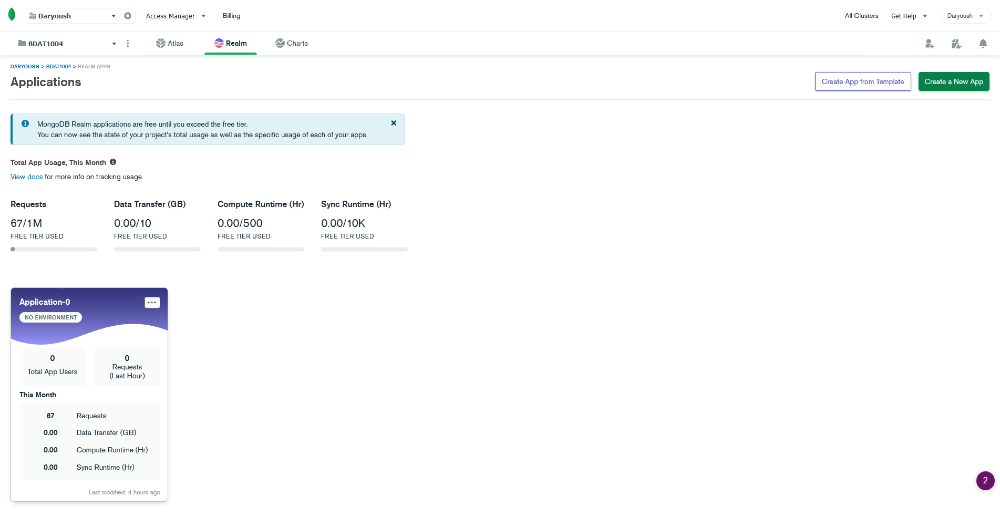 Daryoush
Access Manager
Billing
All Clusters
Get Help
Daryoush
BDAT1004
Atlas
Realm
Charts
DARYOUSH > BDAT1004 > REALM APPS
Applications
Create App from Template
Create a New App
MongoDB Realm applications are free until you exceed the free tier.
You can now see the state of your project's total usage as well as the specific usage of each of your apps.
Total App Usage, This Month
View docs for more info on tracking usage.
Requests
67/1M
FREE TIER USED
Data Transfer (GB)
0.00/10
FREE TIER USED
Compute Runtime (Hr)
0.00/500
FREE TIER USED
Sync Runtime (Hr)
0.00/10K
FREE TIER USED
Application-0
NO ENVIRONMENT
0
Total App Users
0
Requests
(Last Hour)
This Month
67 Requests
0.00 Data Transfer (GB)
0.00 Compute Runtime (Hr)
0.00 Sync Runtime (Hr)
Last modified: 4 hours ago
2